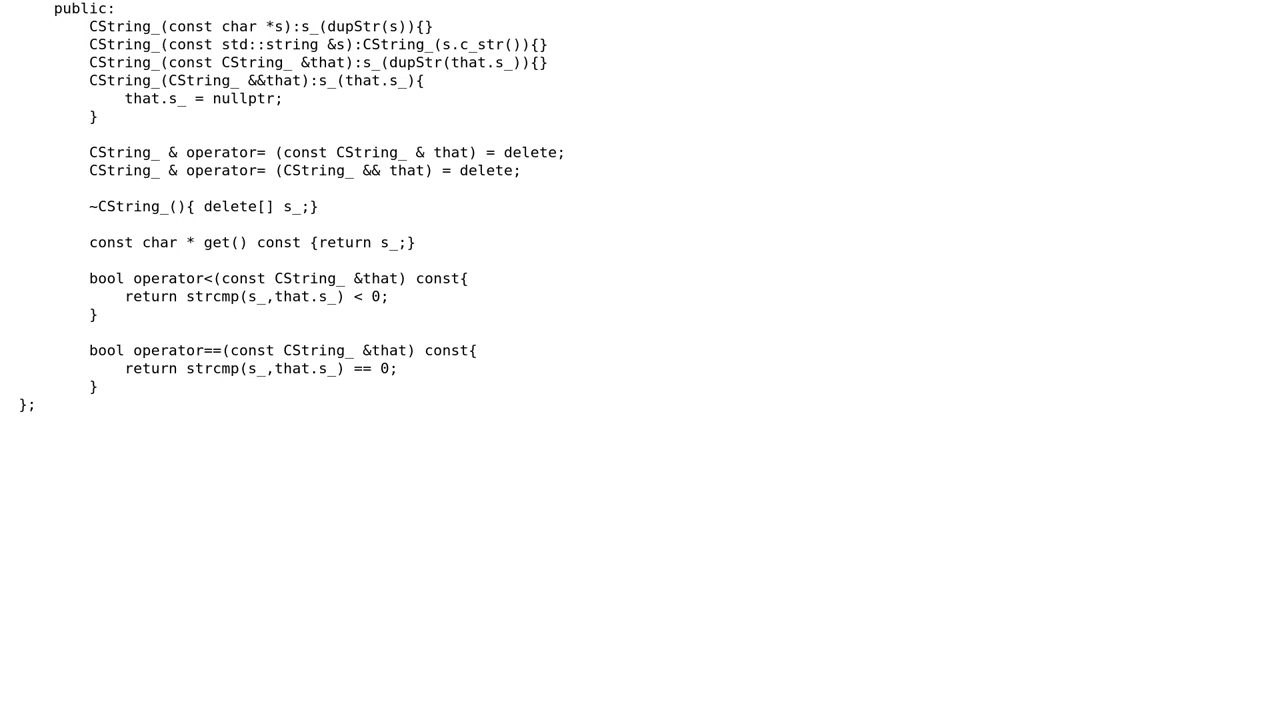 public:
        CString_(const char *s):s_(dupStr(s)){}
        CString_(const std::string &s):CString_(s.c_str()){}
        CString_(const CString_ &that):s_(dupStr(that.s_)){}
        CString_(CString_ &&that):s_(that.s_){
            that.s_ = nullptr;
        }

        CString_ & operator= (const CString_ & that) = delete;
        CString_ & operator= (CString_ && that) = delete;

        ~CString_(){ delete[] s_;}

        const char * get() const {return s_;}

        bool operator<(const CString_ &that) const{
            return strcmp(s_,that.s_) < 0;
        }

        bool operator==(const CString_ &that) const{
            return strcmp(s_,that.s_) == 0;
        }
};